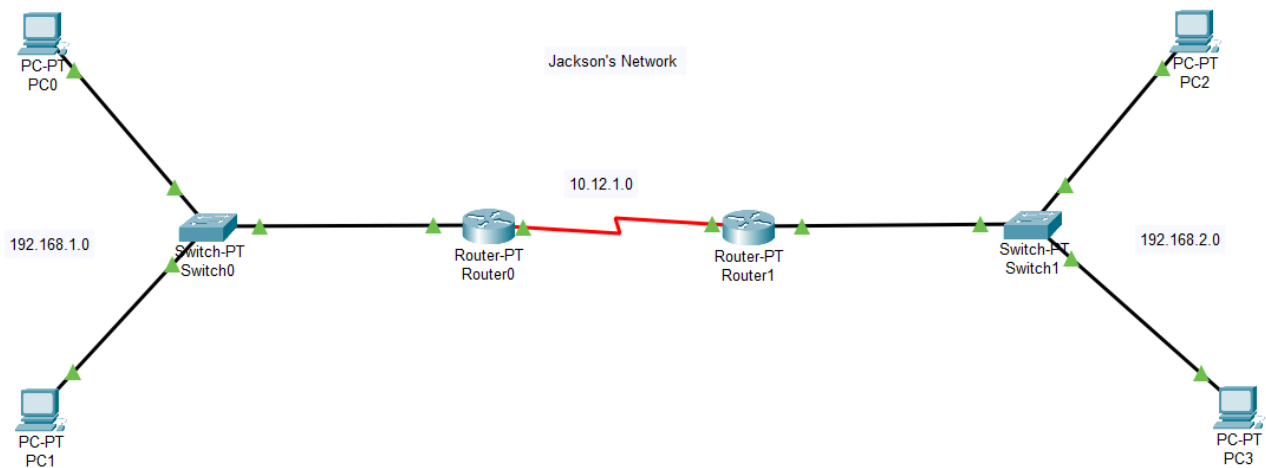 PC-PT
PC0
Jackson's Network
PC-PT
PC2
10.12.1.0
192.168.1.0
Switch-PT
Switch0
Router-PT
Router0
Router-PT
Router1
Switch-PT
Switch1
192.168.2.0
PC-PT
PC1
PC-PT
PC3